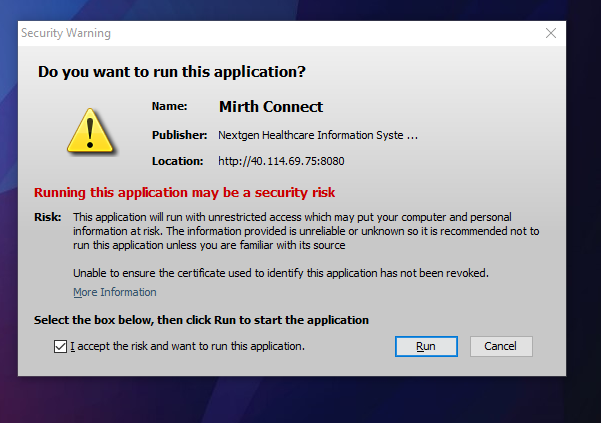 Security Warning
Do you want to run this application?
Name: Mirth Connect
Publisher: Nextgen Healthcare Information Syste ...
Location: http://40.114.69.75:8080
Running this application may be a security risk
Risk: This application will run with unrestricted access which may put your computer and personal
information at risk. The information provided is unreliable or unknown so it is recommended not to
run this application unless you are familiar with its source
Unable to ensure the certificate used to identify this application has not been revoked.
More Information
Select the box below, then click Run to start the application
I accept the risk and want to run this application.
Run Cancel